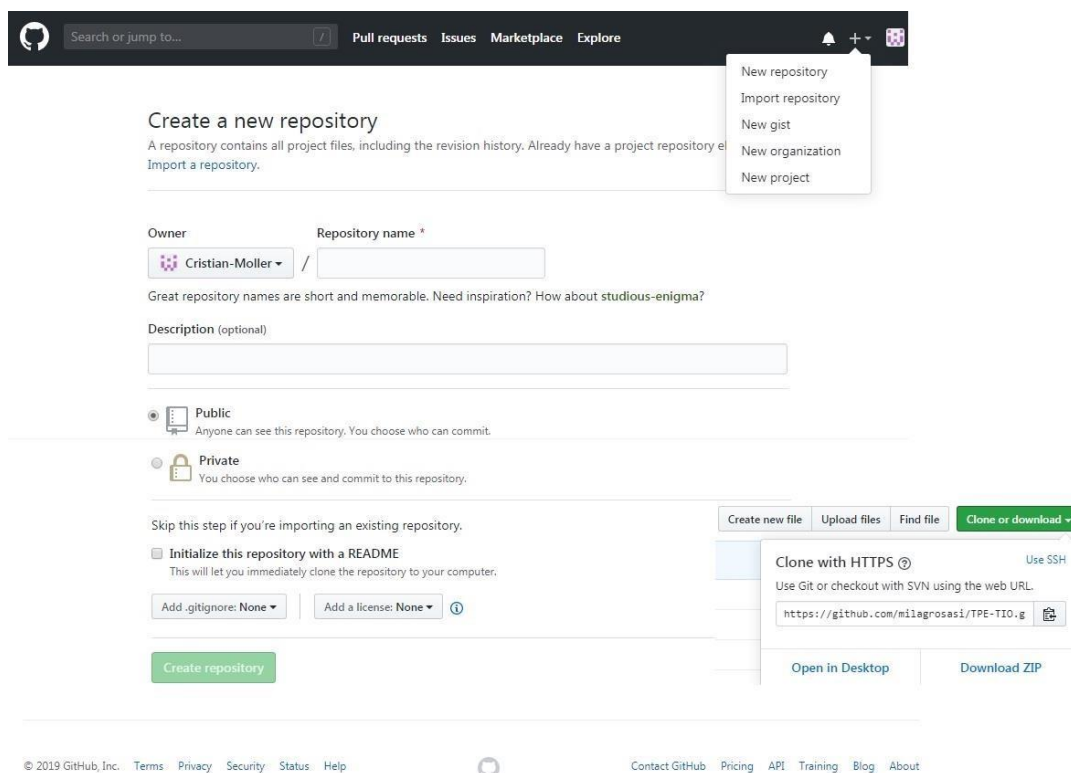 Search or jump to... /
Pull requests Issues Marketplace Explore
New repository
Import repository
New gist
New organization
New project
Create a new repository
A repository contains all project files, including the revision history. Already have a project repository
Import a repository.
Owner
Repository name *
Cristian-Moller /
Great repository names are short and memorable. Need inspiration? How about studious-enigma?
Description (optional)
Public
Anyone can see this repository. You choose who can commit.
Private
You choose who can see and commit to this repository.
Skip this step if you're importing an existing repository.
Initialize this repository with a README
This will let you immediately clone the repository to your computer.
Add .gitignore: None
Add a license: None
Create repository
Create new file Upload files Find file Clone or download
Clone with HTTPS ?
Use SSH
Use Git or checkout with SVN using the web URL.
https://github.com/milagrosasi/TPE-TIO.g
Open in Desktop
Download ZIP
© 2019 GitHub, Inc. Terms Privacy Security Status Help
Contact GitHub Pricing API Training Blog About